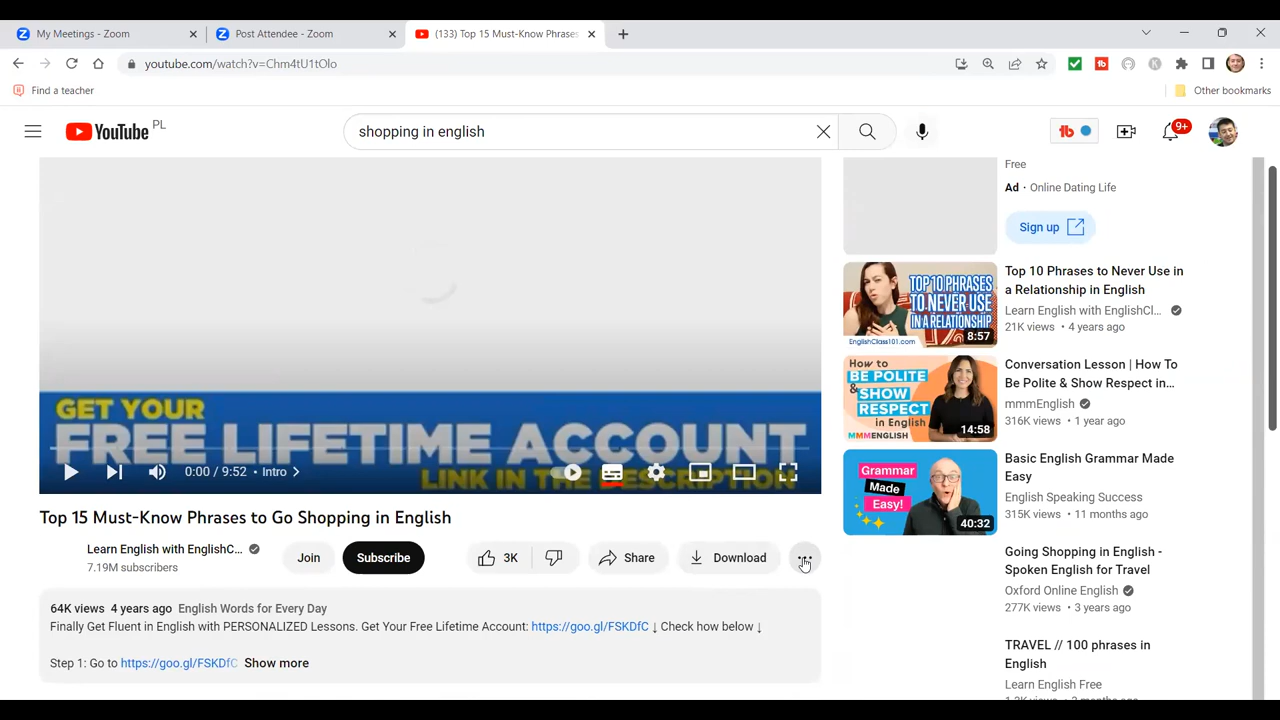 My Meetings - Zoom
Post Attendee - Zoom
(133) Top 15 Must-Know Phrases
youtube.com/watch?v=Chm4tU1tOlo
Find a teacher
Other bookmarks
YouTube PL
shopping in english
9+
Free
Ad · Online Dating Life
Sign up
TOP 10 PHRASES
TO NEVER USE
IN A RELATIONSHIP
EnglishClass101.com
8:57
Top 10 Phrases to Never Use in
a Relationship in English
Learn English with EnglishCl...
21K views • 4 years ago
How to
BE POLITE
& SHOW
RESPECT
in English
MMMENGLISH
14:58
Conversation Lesson | How To
Be Polite & Show Respect in...
mmmEnglish
316K views • 1 year ago
Grammar
Made
Easy!
40:32
Basic English Grammar Made
Easy
English Speaking Success
315K views • 11 months ago
Going Shopping in English -
Spoken English for Travel
Oxford Online English
277K views • 3 years ago
TRAVEL // 100 phrases in
English
Learn English Free
GET YOUR
FREE LIFETIME ACCOUNT
LINK IN THE DESCRIPTION
0:00 / 9:52 • Intro
Top 15 Must-Know Phrases to Go Shopping in English
Learn English with EnglishC...
7.19M subscribers
Join
Subscribe
3K
Share
Download
64K views 4 years ago English Words for Every Day
Finally Get Fluent in English with PERSONALIZED Lessons. Get Your Free Lifetime Account: https://goo.gl/FSKDfC ↓ Check how below ↓
Step 1: Go to https://goo.gl/FSKDfC Show more